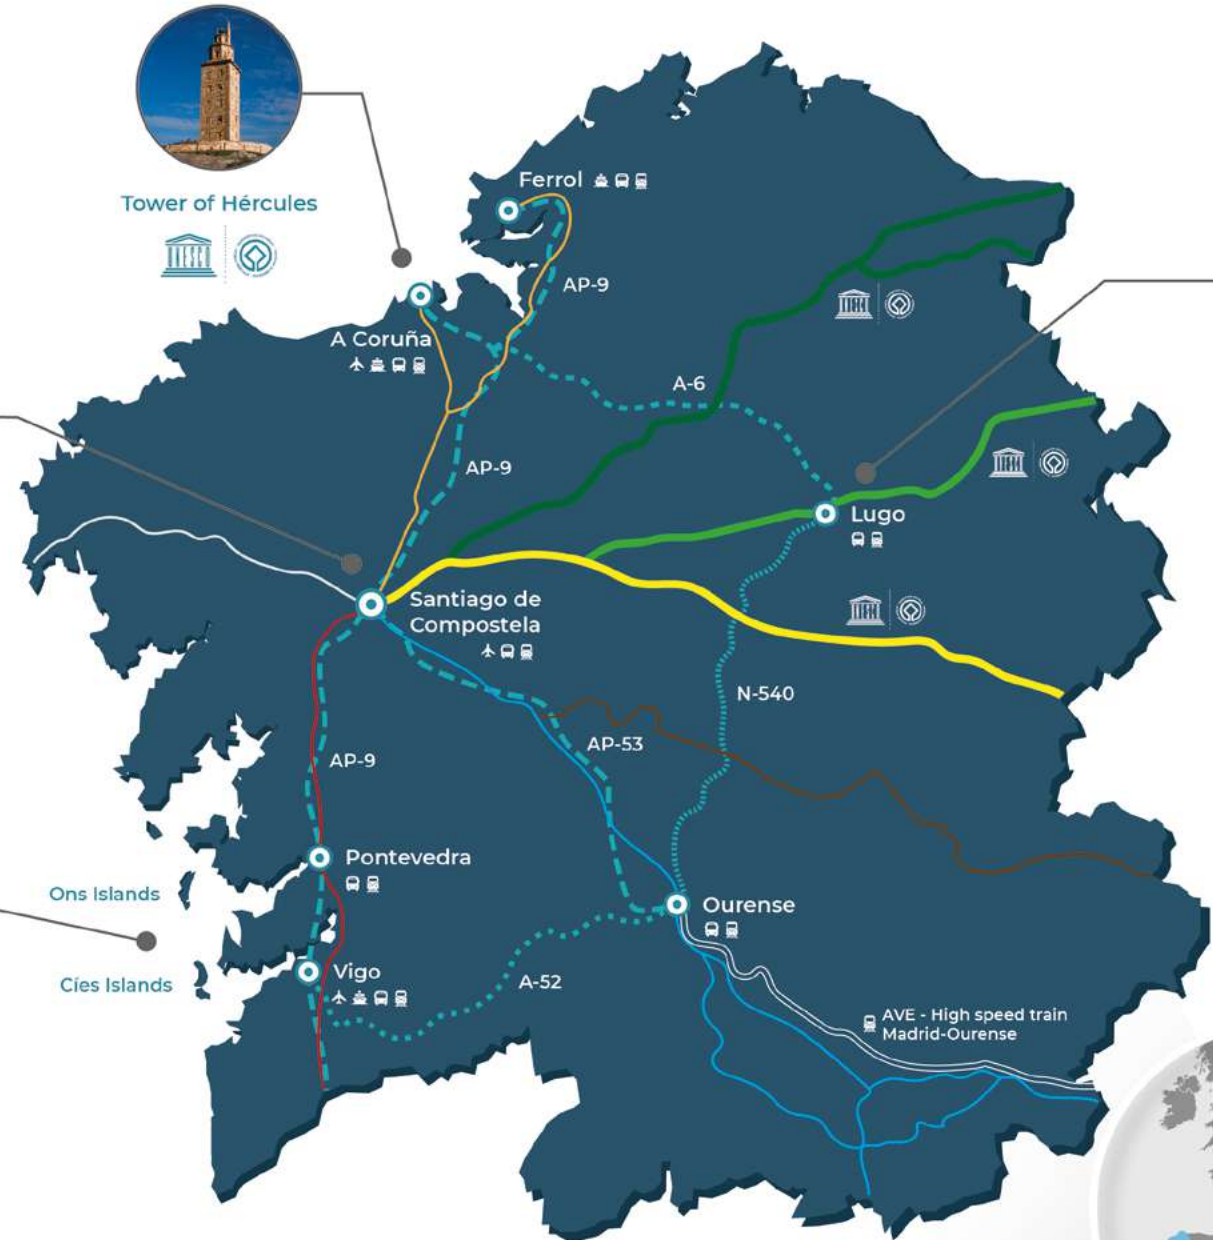 Tower of Hércules
UNESCO
Ferrol
AP-9
A Coruña
A-6
AP-9
Lugo
Santiago de
Compostela
N-540
AP-53
AP-9
Pontevedra
Ons Islands
Ourense
Vigo
A-52
Cíes Islands
AVE - High speed train
Madrid-Ourense